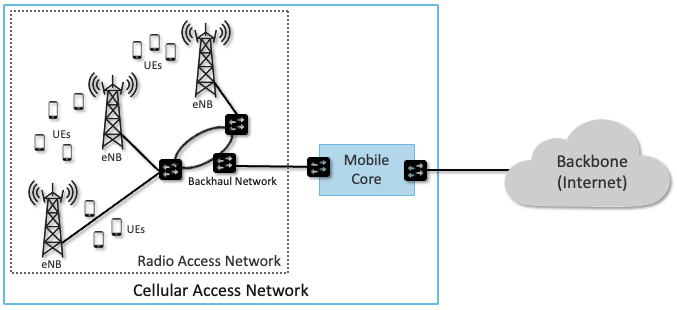 UEs
eNB
UEs
eNB
Backhaul Network
UEs
eNB
Radio Access Network
Cellular Access Network
Mobile
Core
Backbone
(Internet)